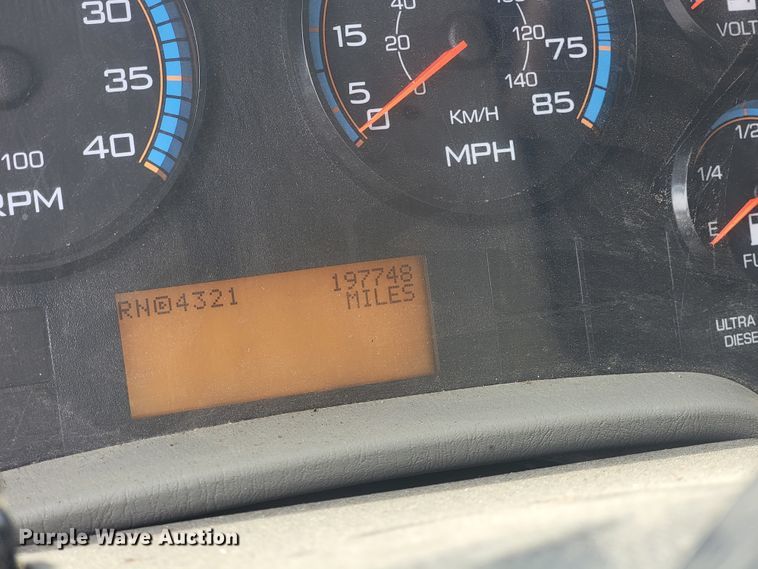 30
35
40
100
RPM
15
5
0
40
20
0
120
140
75
85
KM/H
MPH
VOLT
1/2
1/4
E
FU
197748
RN D 4321 MILES
ULTRA
DIESE
Purple Wave Auction